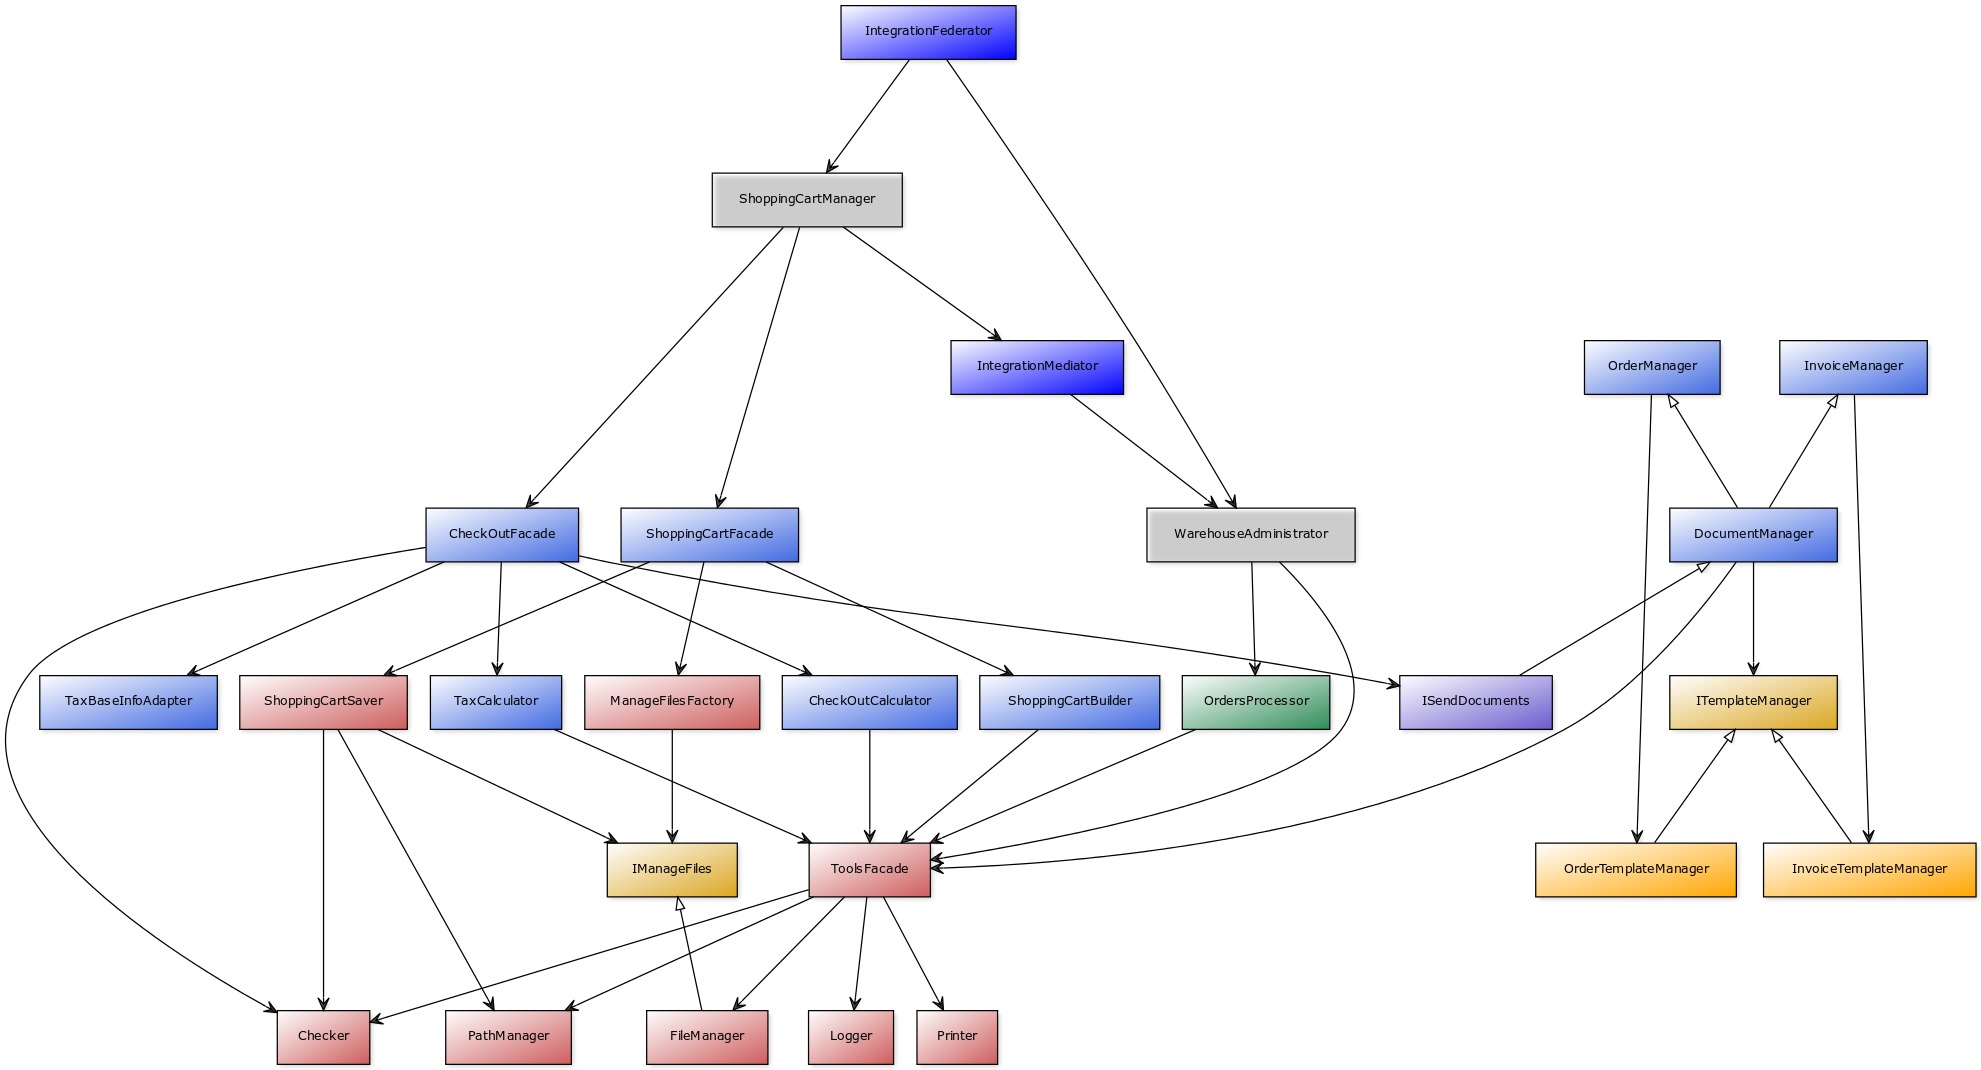 IntegrationFederator
ShoppingCartManager
IntegrationMediator
OrderManager
InvoiceManager
CheckOutFacade
ShoppingCartFacade
WarehouseAdministrator
DocumentManager
TaxBaseInfoAdapter
ShoppingCartSaver
TaxCalculator
ManageFilesFactory
CheckOutCalculator
ShoppingCartBuilder
OrdersProcessor
ISendDocuments
ITemplateManager
IManageFiles
ToolsFacade
OrderTemplateManager
InvoiceTemplateManager
Checker
PathManager
FileManager
Logger
Printer